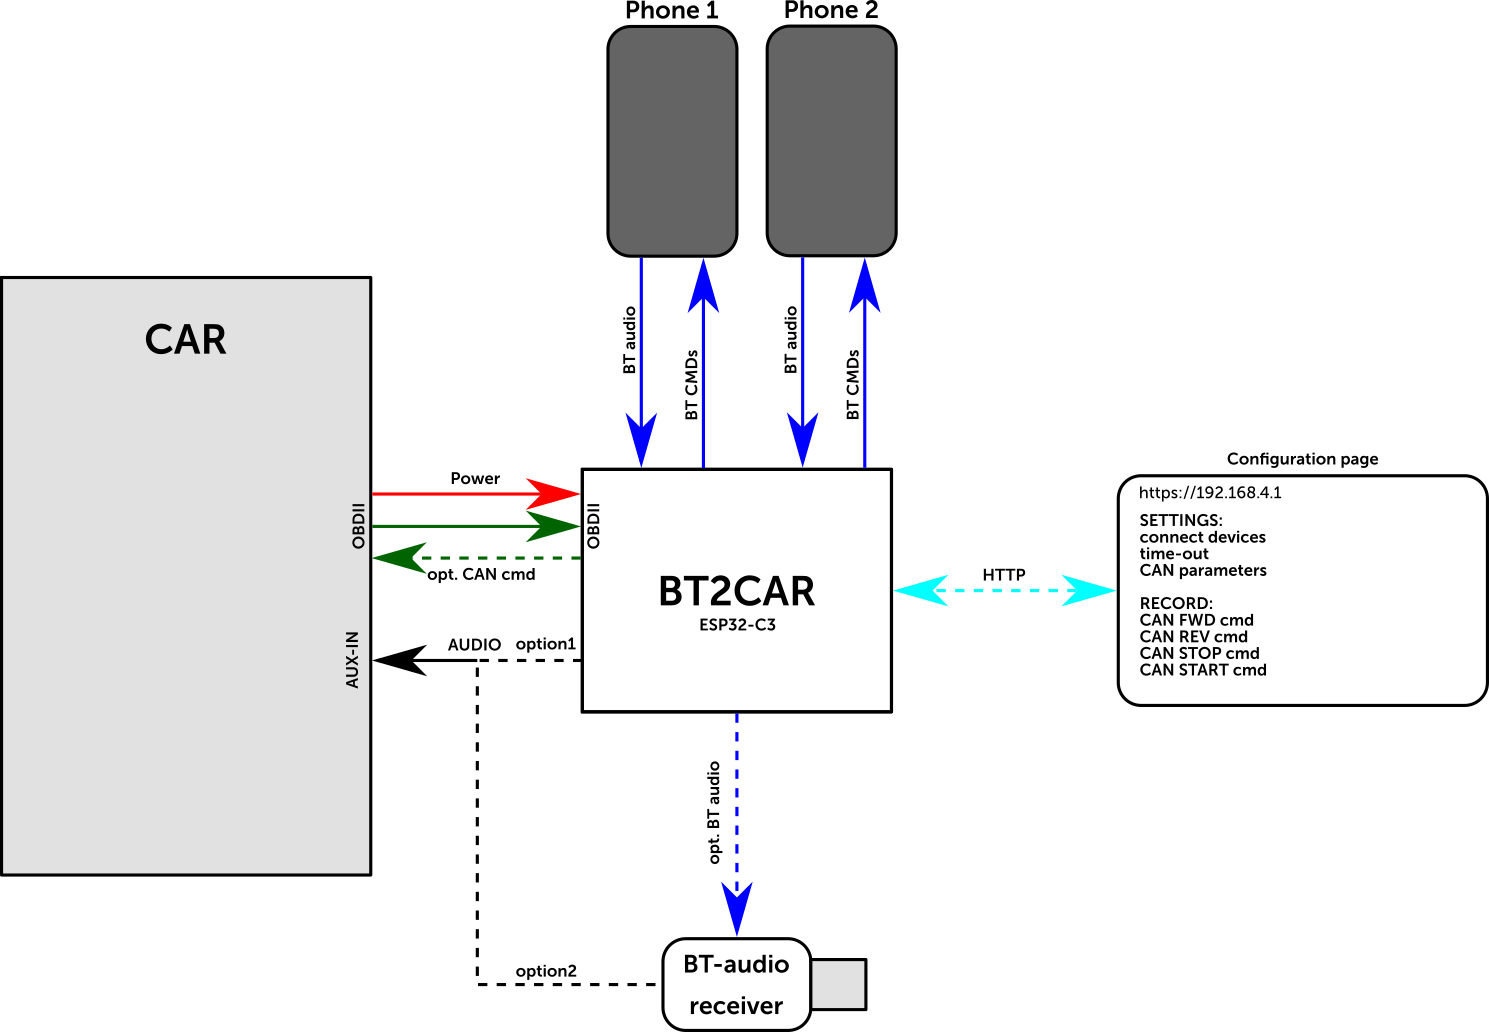 Phone 1
Phone 2
BT audio
BT CMDs
BT audio
BT CMDs
CAR
Power
OBDII
OBDII
opt. CAN cmd
AUDIO
option1
AUX-IN
BT2CAR
ESP32-C3
HTTP
Configuration page
https://192.168.4.1
SETTINGS:
connect devices
time-out
CAN parameters
RECORD:
CAN FWD cmd
CAN REV cmd
CAN STOP cmd
CAN START cmd
opt. BT audio
option2
BT-audio
receiver